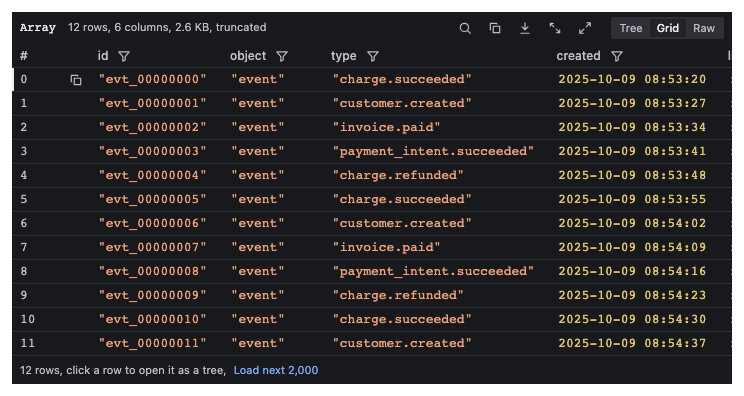 Array 12 rows, 6 columns, 2.6 KB, truncated Tree Grid Raw
# id object type created
0 "evt_00000000" "event" "charge.succeeded" 2025-10-09 08:53:20
1 "evt_00000001" "event" "customer.created" 2025-10-09 08:53:27
2 "evt_00000002" "event" "invoice.paid" 2025-10-09 08:53:34
3 "evt_00000003" "event" "payment_intent.succeeded" 2025-10-09 08:53:41
4 "evt_00000004" "event" "charge.refunded" 2025-10-09 08:53:48
5 "evt_00000005" "event" "charge.succeeded" 2025-10-09 08:53:55
6 "evt_00000006" "event" "customer.created" 2025-10-09 08:54:02
7 "evt_00000007" "event" "invoice.paid" 2025-10-09 08:54:09
8 "evt_00000008" "event" "payment_intent.succeeded" 2025-10-09 08:54:16
9 "evt_00000009" "event" "charge.refunded" 2025-10-09 08:54:23
10 "evt_00000010" "event" "charge.succeeded" 2025-10-09 08:54:30
11 "evt_00000011" "event" "customer.created" 2025-10-09 08:54:37
12 rows, click a row to open it as a tree, Load next 2,000